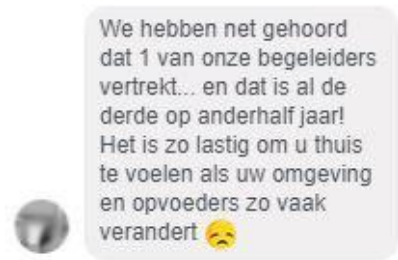 We hebben net gehoord
dat 1 van onze begeleiders
vertrekt... en dat is al de
derde op anderhalf jaar!
Het is zo lastig om u thuis
te voelen als uw omgeving
en opvoeders zo vaak
verandert 😞